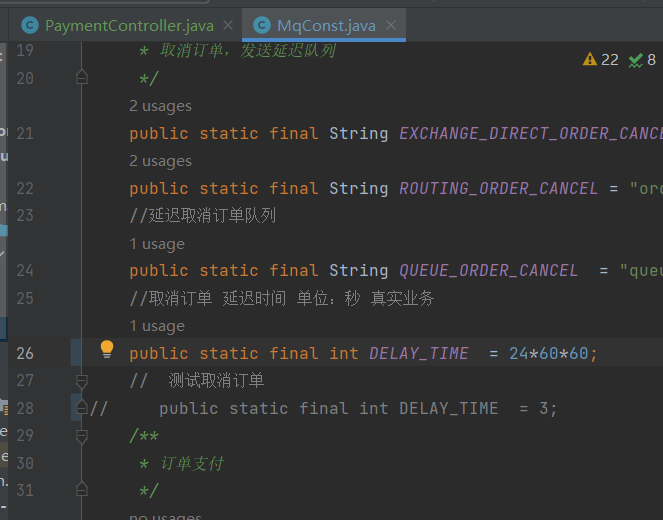 PaymentController.java
MqConst.java
22
8
19 * 取消订单，发送延迟队列
20 */
2 usages
21 public static final String EXCHANGE_DIRECT_ORDER_CANCE
2 usages
22 public static final String ROUTING_ORDER_CANCEL = "ord
23 //延迟取消订单队列
1 usage
24 public static final String QUEUE_ORDER_CANCEL  = "queu
25 //取消订单 延迟时间 单位：秒 真实业务
1 usage
26 public static final int DELAY_TIME  = 24*60*60;
27 //  测试取消订单
28 //     public static final int DELAY_TIME  = 3;
29 /**
30 * 订单支付
31 */
no usages